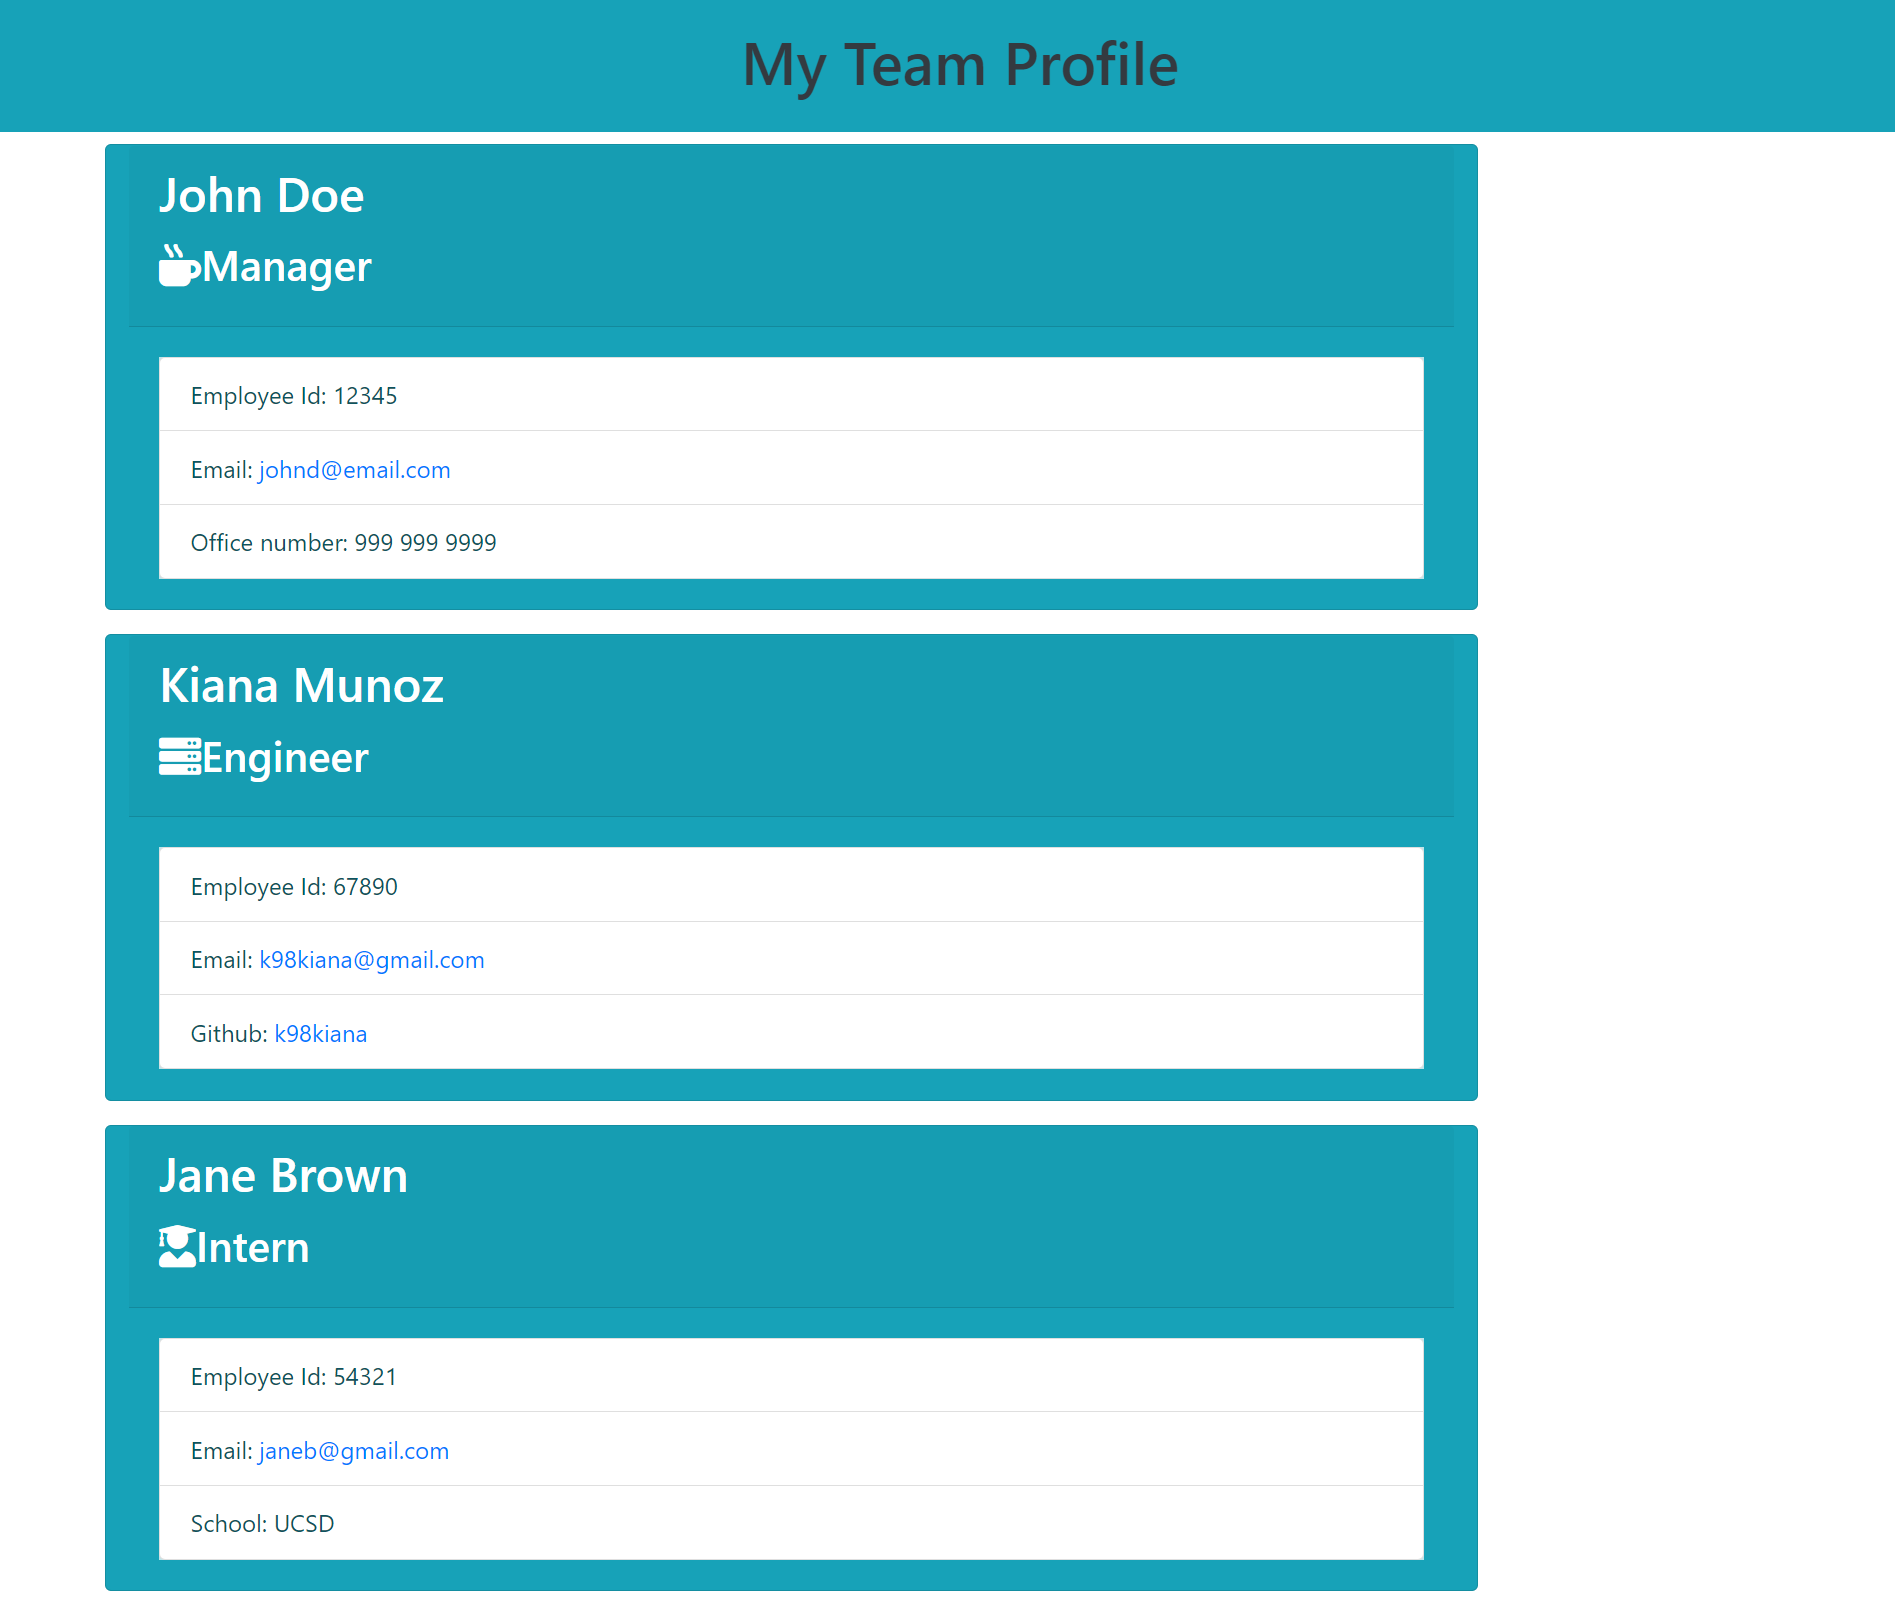 My Team Profile
John Doe
Manager
Employee Id: 12345
Email: johnd@email.com
Office number: 999 999 9999
Kiana Munoz
Engineer
Employee Id: 67890
Email: k98kiana@gmail.com
Github: k98kiana
Jane Brown
Intern
Employee Id: 54321
Email: janeb@gmail.com
School: UCSD